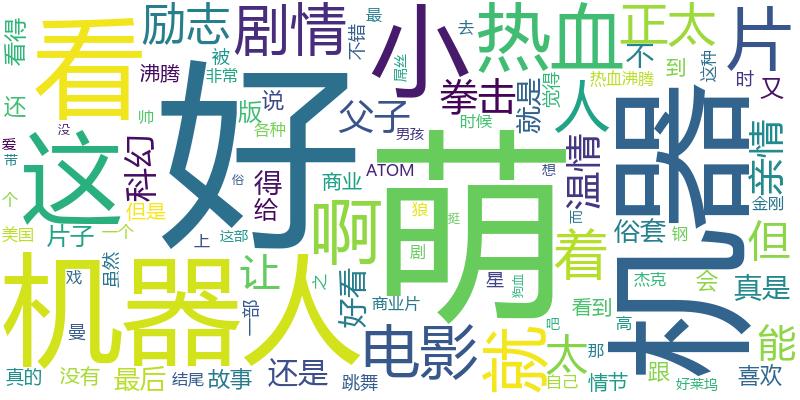 看得
励志
剧情
小
热血
正太
片
不错
最
去
屌丝
看
沸腾
被
非常
拳击
就是
觉得
热血沸腾
不
到
这种
时
又
还
版
说
好
父子
时候
人
机器
爱
带
没
帅
各种
男孩
想
这
科幻
得
给
商业
ATOM
萌
温情
亲情
个
但是
俗
啊
狼
挺
而
金刚
美国
片子
一个
上
这部
剧
着
俗套
钢
但
虽然
让
之
星
狗血
看到
杰克
会
真是
机器人
戏
曼
一部
好看
商业片
电影
就
吧
太
那
高
跟
能
真的
没有
最后
结尾
故事
还是
跳舞
自己
情节
好莱坞
喜欢